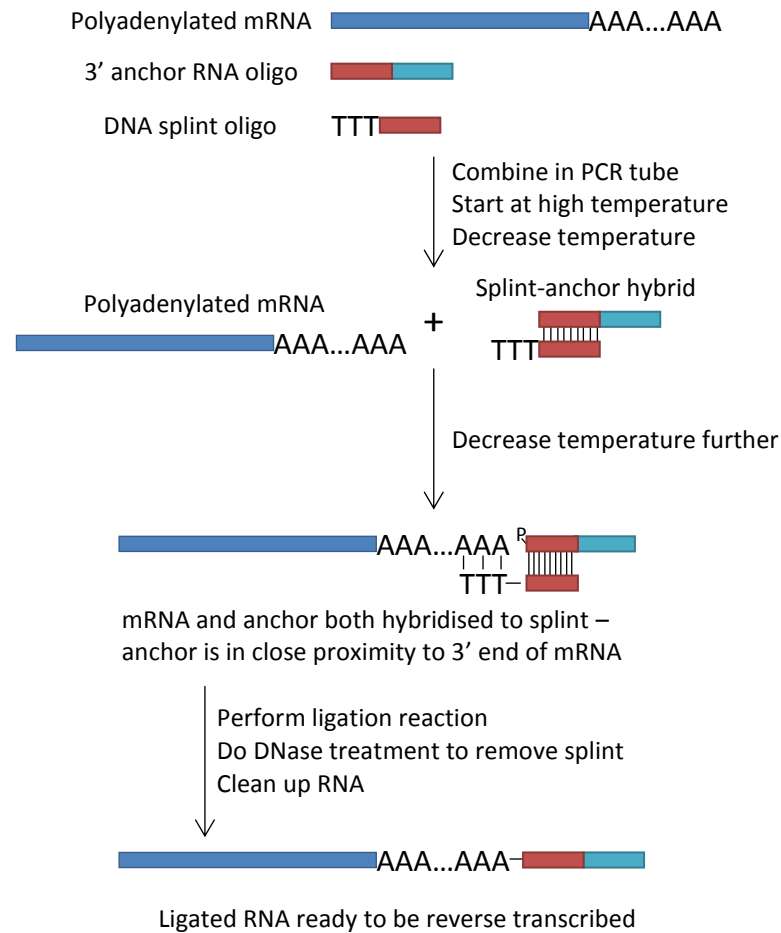 Polyadenylated mRNA
AAA...AAA
3’ anchor RNA oligo
DNA splint oligo
TTT
Combine in PCR tube
Start at high temperature
Decrease temperature
Polyadenylated mRNA
AAA...AAA
+
Splint-anchor hybrid
TTT
Decrease temperature further
AAA...AAA
P
TTT
mRNA and anchor both hybridised to splint –
anchor is in close proximity to 3’ end of mRNA
Perform ligation reaction
Do DNase treatment to remove splint
Clean up RNA
AAA...AAA
Ligated RNA ready to be reverse transcribed